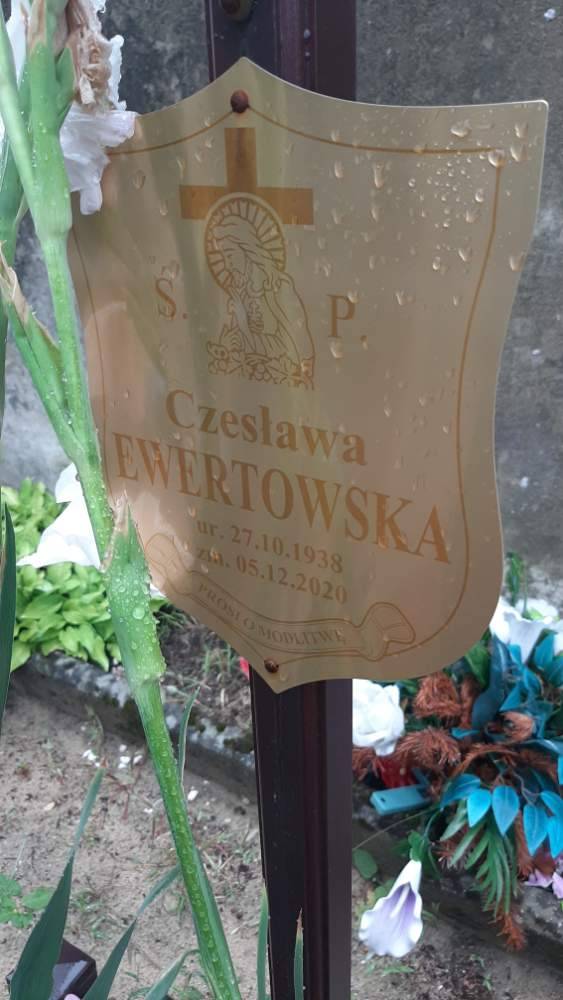 Ś. P.
Czesława
EWERTOWSKA
ur. 27.10.1938
zm. 05.12.2020
PROSI O MODLITWĘ